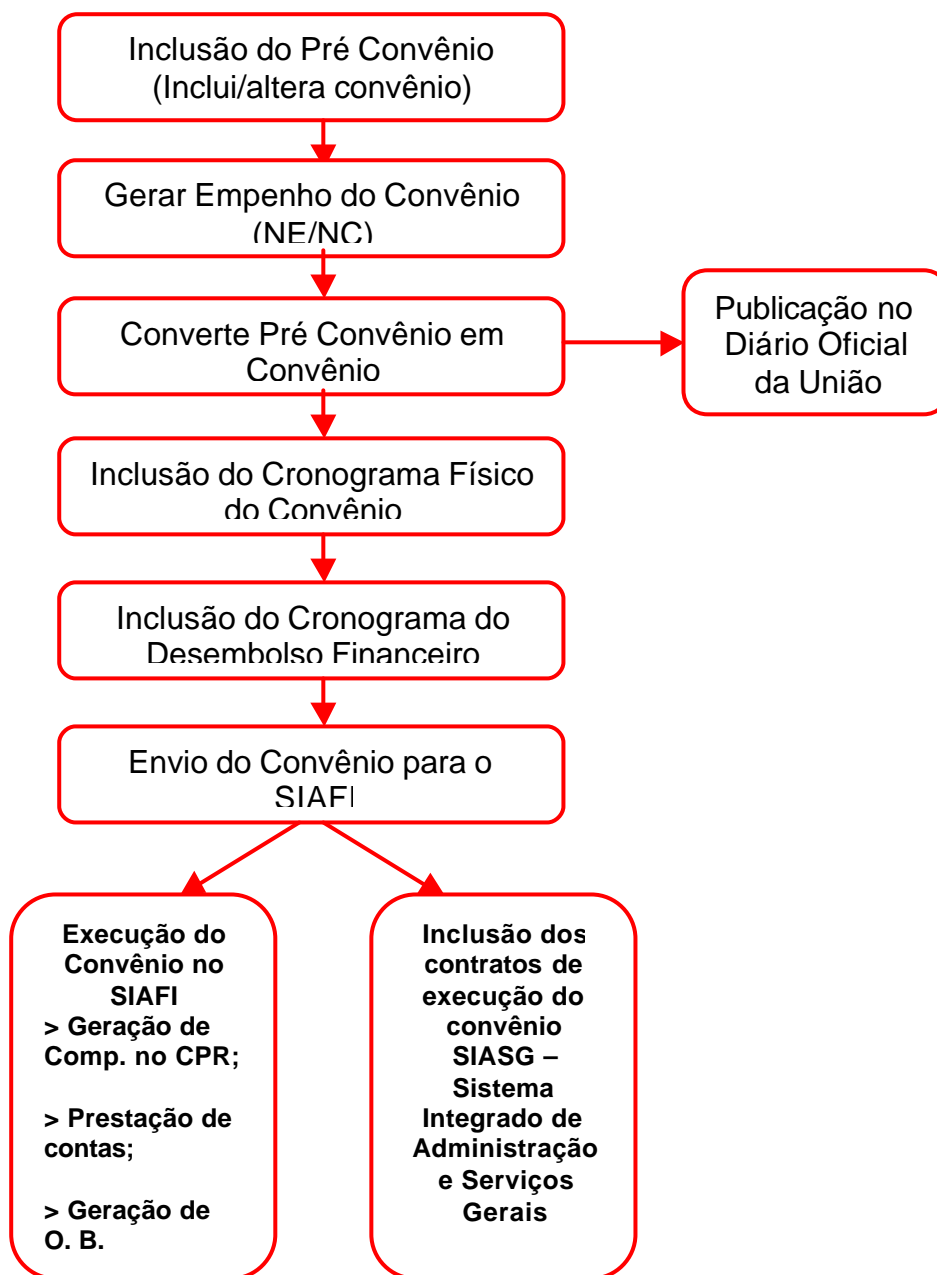 Inclusão do Pré Convênio
(Inclui/altera convênio)
Gerar Empenho do Convênio
(NE/NC)
Converte Pré Convênio em
Convênio
Publicação no
Diário Oficial
da União
Inclusão do Cronograma Físico
do Convênio
Inclusão do Cronograma do
Desembolso Financeiro
Envio do Convênio para o
SIAFI
Execução do
Convênio no
SIAFI
> Geração de
Comp. no CPR;
> Prestação de
contas;
> Geração de
O. B.
Inclusão dos
contratos de
execução do
convênio
SIASG –
Sistema
Integrado de
Administração
e Serviços
Gerais